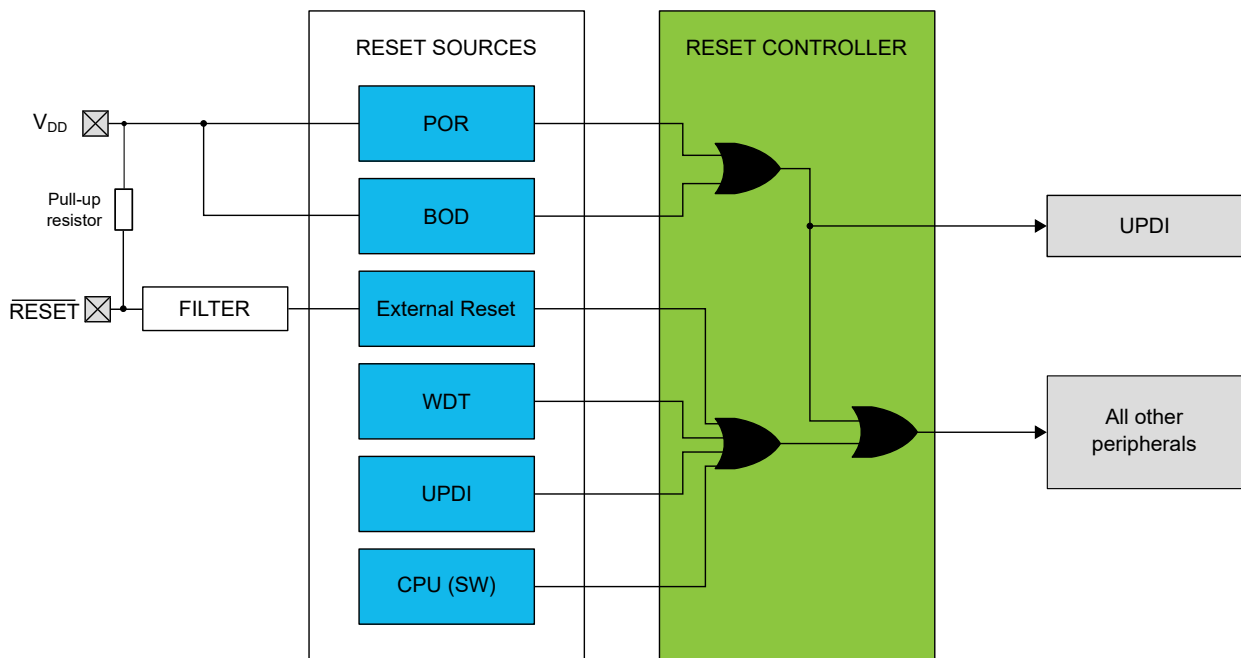 RESET SOURCES
RESET CONTROLLER
VDD
POR
Pull-up
resistor
BOD
UPDI
RESET
FILTER
External Reset
WDT
All other
peripherals
UPDI
CPU (SW)